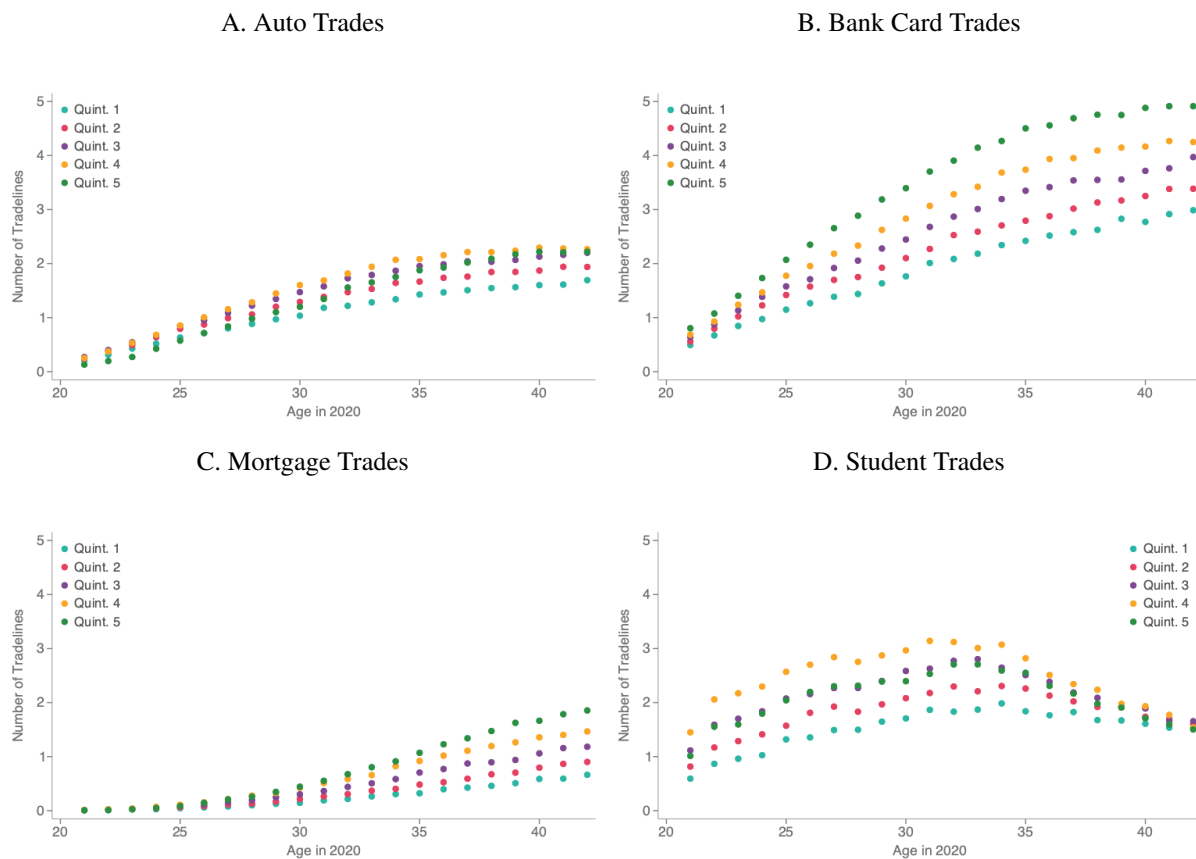 A. Auto Trades
5
4
3
2
1
0
Number of Tradelines
Quint. 1
Quint. 2
Quint. 3
Quint. 4
Quint. 5
20 25 30 35 40
Age in 2020
B. Bank Card Trades
5
4
3
2
1
0
Number of Tradelines
Quint. 1
Quint. 2
Quint. 3
Quint. 4
Quint. 5
20 25 30 35 40
Age in 2020
C. Mortgage Trades
5
4
3
2
1
0
Number of Tradelines
Quint. 1
Quint. 2
Quint. 3
Quint. 4
Quint. 5
20 25 30 35 40
Age in 2020
D. Student Trades
5
4
3
2
1
0
Number of Tradelines
Quint. 1
Quint. 2
Quint. 3
Quint. 4
Quint. 5
20 25 30 35 40
Age in 2020